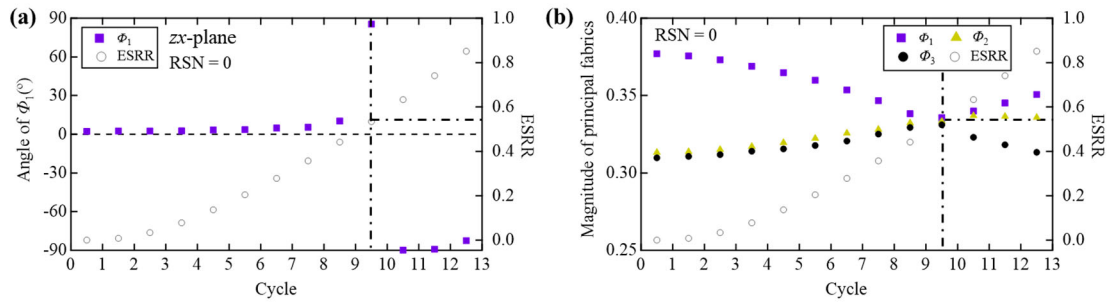 (a)
Angle of Φ1(°)
90
60
30
0
-30
-60
-90
Φ1
ESRR
zx-plane
RSN = 0
1.0
0.8
0.6
0.4
0.2
0.0
ESRR
0 1 2 3 4 5 6 7 8 9 10 11 12 13
Cycle
(b)
Magnitude of principal fabrics
0.40
0.35
0.30
0.25
RSN = 0
Φ1 Φ2
Φ3 ESRR
1.0
0.8
0.6
0.4
0.2
0.0
ESRR
0 1 2 3 4 5 6 7 8 9 10 11 12 13
Cycle